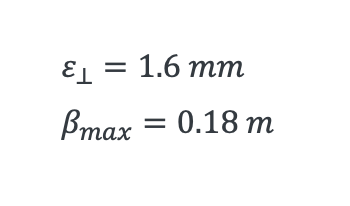 ε⊥ = 1.6 mm
βmax = 0.18 m